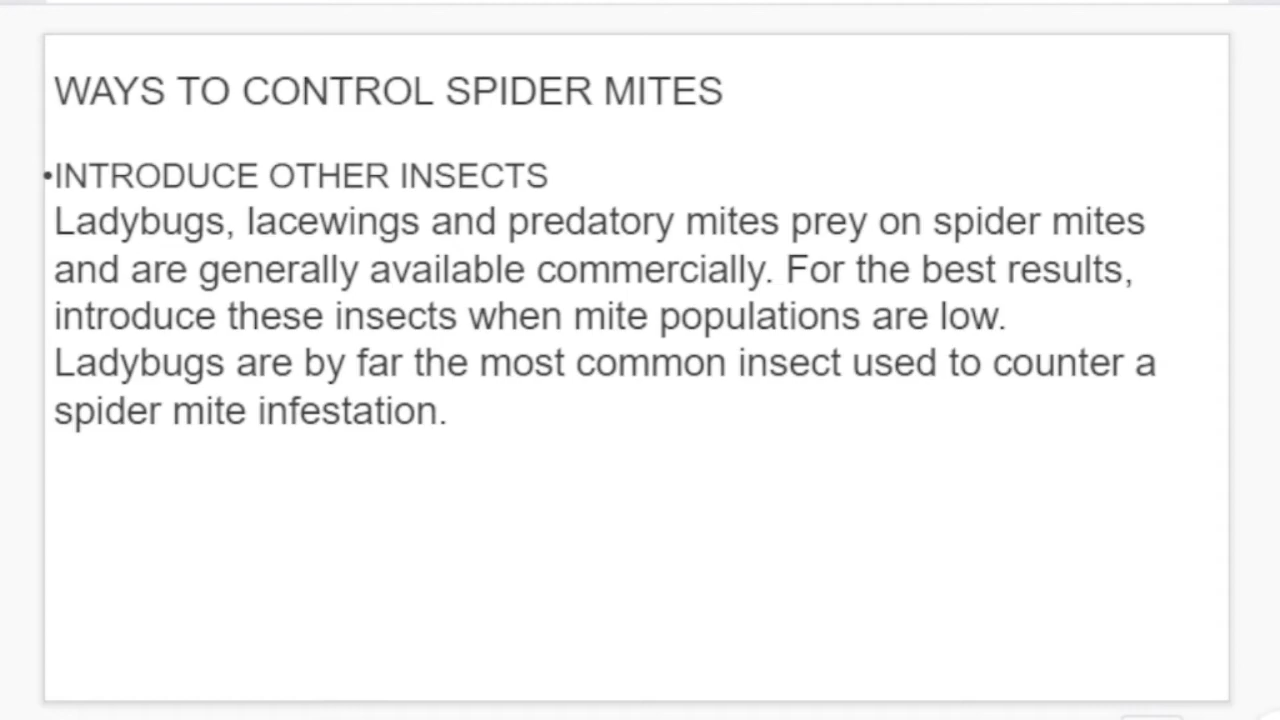 WAYS TO CONTROL SPIDER MITES
•INTRODUCE OTHER INSECTS
Ladybugs, lacewings and predatory mites prey on spider mites
and are generally available commercially. For the best results,
introduce these insects when mite populations are low.
Ladybugs are by far the most common insect used to counter a
spider mite infestation.